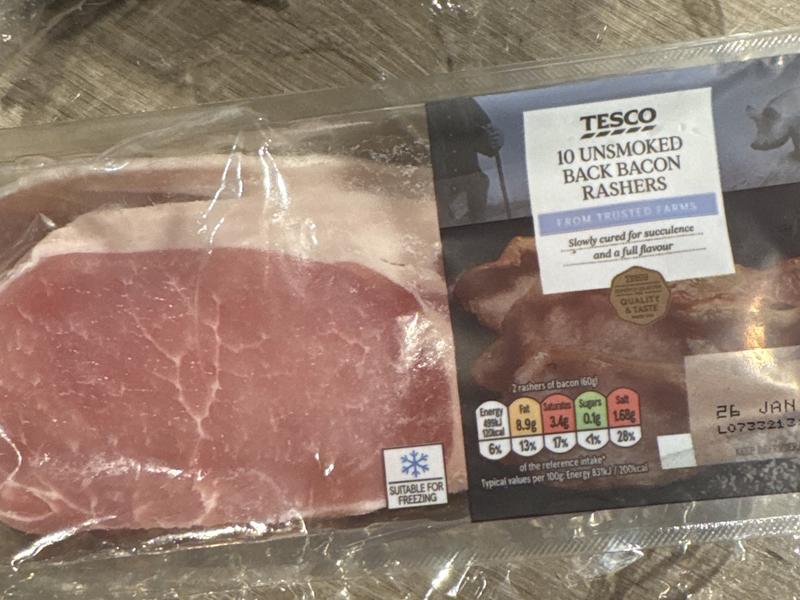 TESCO
10 UNSMOKED
BACK BACON
RASHERS
FROM TRUSTED FARMS
Slowly cured for succulence
and a full flavour
TESCO
QUALITY
& TASTE
2 rashers of bacon (60g)
Energy
499kJ
120kcal
6%
Fat
8.9g
13%
Saturates
3.4g
17%
Sugars
0.1g
<1%
Salt
1.68g
28%
of the reference intake*
Typical values per 100g: Energy 831kJ / 200kcal
SUITABLE FOR
FREEZING
26 JAN
L0733213